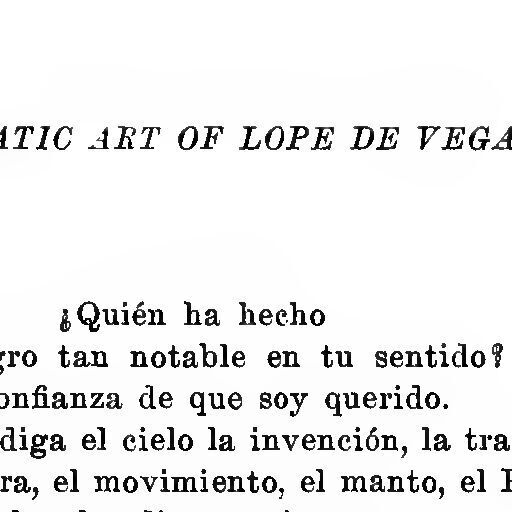 ATIC ART OF LOPE DE VEGA
¿Quién ha hecho
gro tan notable en tu sentido?
onfianza de que soy querido.
diga el cielo la invención, la tra
ra, el movimiento, el manto, el